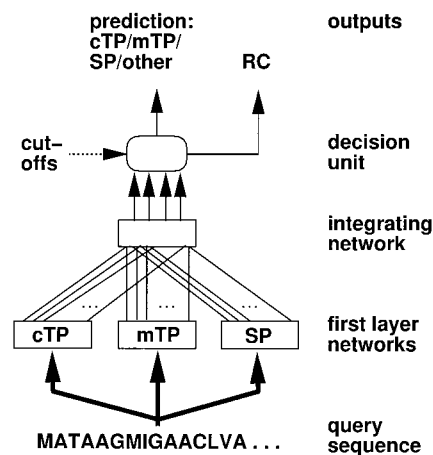 prediction:
cTP/mTP/
SP/other
RC
outputs
cut–
offs
decision
unit
integrating
network
... ... ...
cTP mTP SP
first layer
networks
MATAAGMIGAACLVA . . .
query
sequence